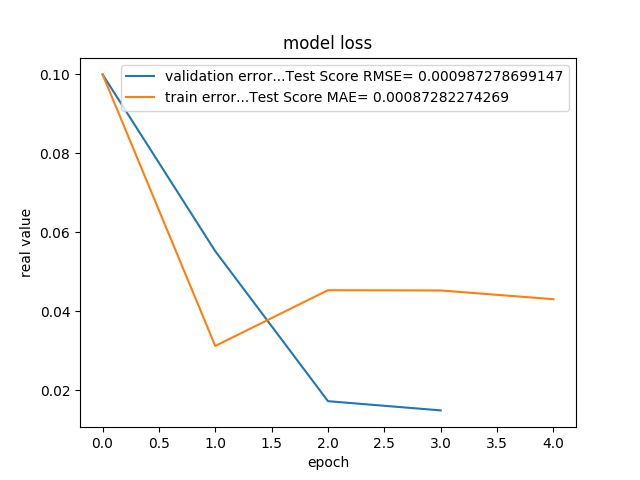 model loss
validation error...Test Score RMSE= 0.000987278699147
train error...Test Score MAE= 0.00087282274269
real value
0.10
0.08
0.06
0.04
0.02
0.0 0.5 1.0 1.5 2.0 2.5 3.0 3.5 4.0
epoch